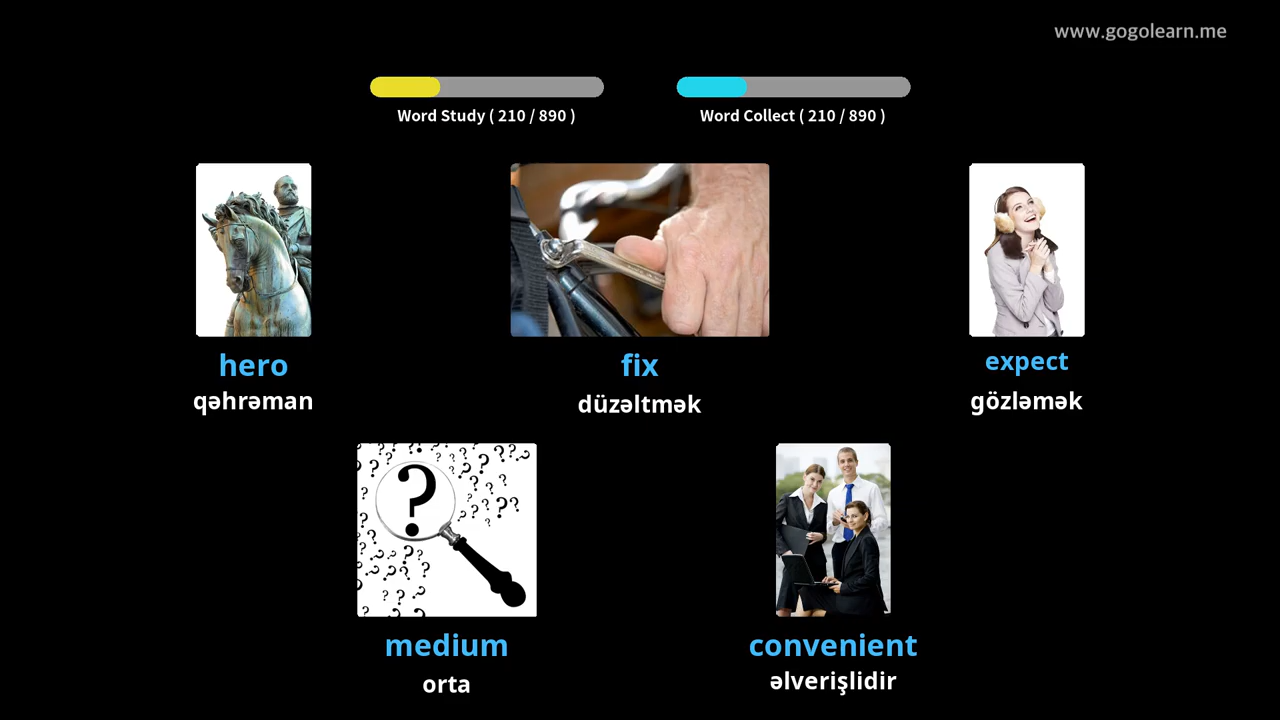 www.gogolearn.me
Word Study ( 210 / 890 )
Word Collect ( 210 / 890 )
hero
qəhrəman
fix
düzəltmək
expect
gözləmək
medium
orta
convenient
əlverişlidir